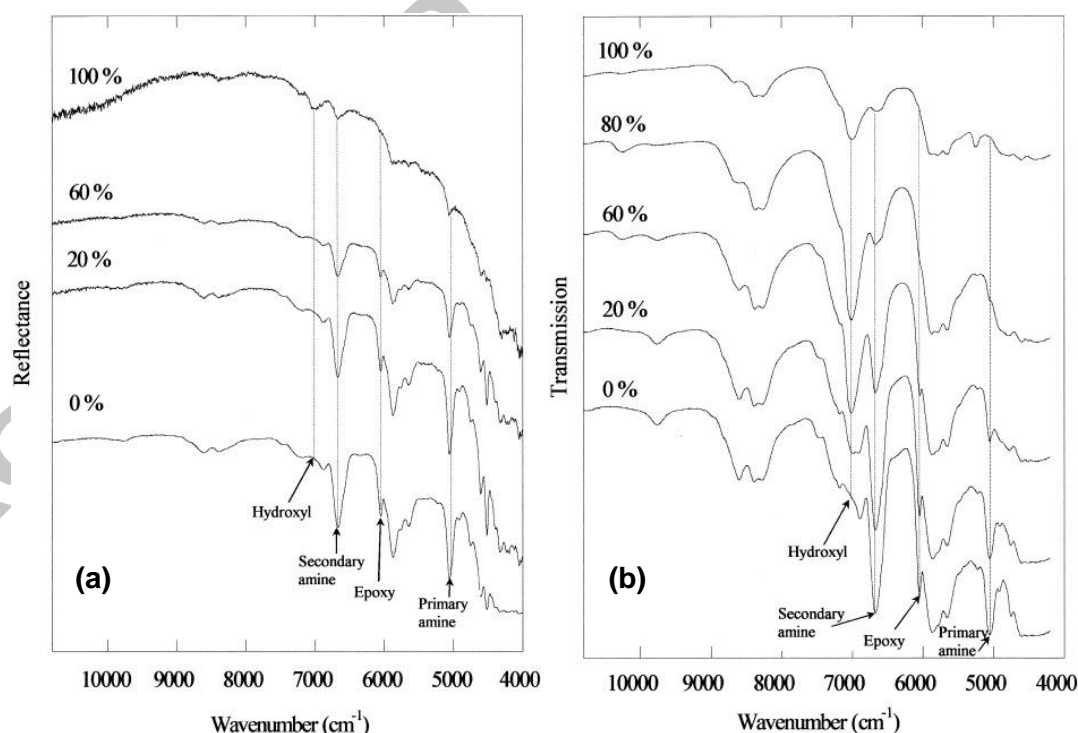 100 %
60 %
20 %
0 %
Reflectance
Hydroxyl
Secondary
amine
Epoxy
Primary
amine
(a)
10000 9000 8000 7000 6000 5000 4000
Wavenumber (cm-1)
100 %
80 %
60 %
20 %
0 %
Transmission
Hydroxyl
Secondary
amine
Epoxy
Primary
amine
(b)
10000 9000 8000 7000 6000 5000 4000
Wavenumber (cm-1)